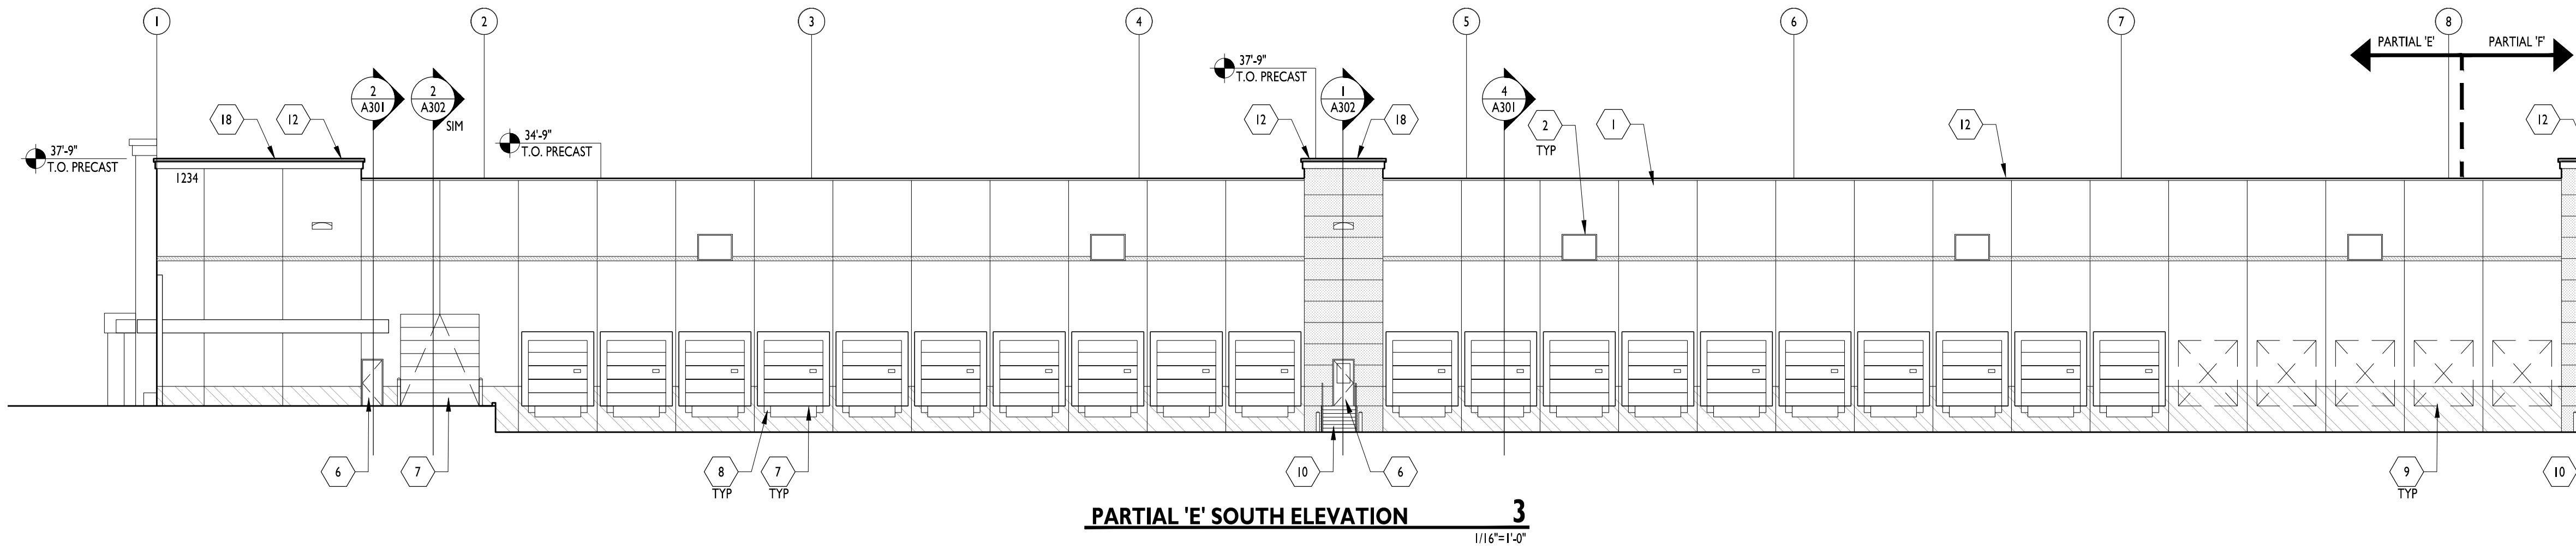 1
2
3
4
5
6
7
8
PARTIAL 'E'
PARTIAL 'F'
37'-9"
T.O. PRECAST
2
A301
2
A302
SIM
1
A302
4
A301
18
12
12
18
2
TYP
1
12
12
34'-9"
T.O. PRECAST
37'-9"
T.O. PRECAST
1234
6
7
8
TYP
7
TYP
10
6
9
TYP
10
PARTIAL 'E' SOUTH ELEVATION
3
1/16"=1'-0"